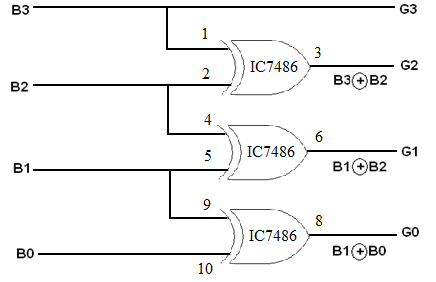 B3 G3
1
IC7486 3 G2
2 B3⊕B2
B2
4
IC7486 6 G1
5 B1⊕B2
B1
9
IC7486 8 G0
B1⊕B0
B0
10